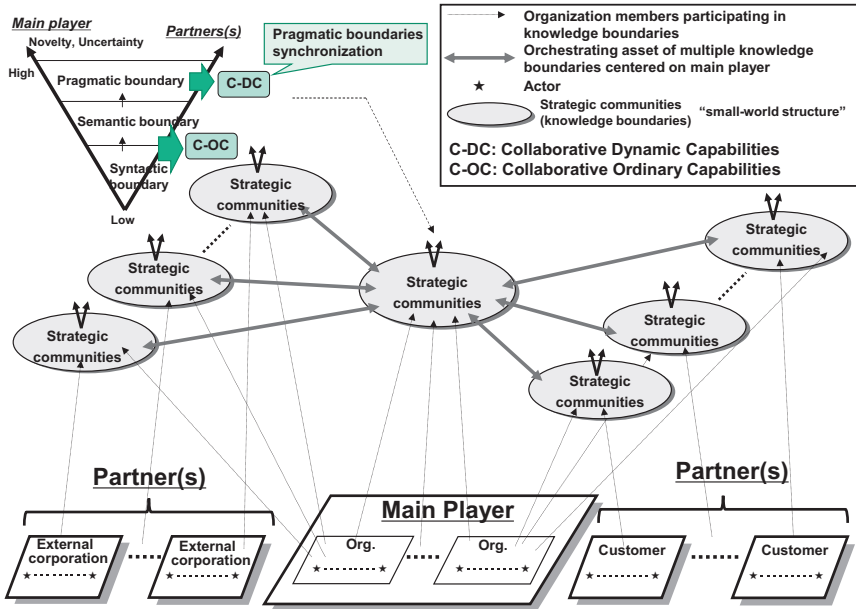 Main player
Partners(s)
Novelty, Uncertainty
High
Pragmatic boundary
C-DC
Semantic boundary
C-OC
Syntactic
boundary
Low
Pragmatic boundaries
synchronization
Organization members participating in
knowledge boundaries
Orchestrating asset of multiple knowledge
boundaries centered on main player
★ Actor
Strategic communities
(knowledge boundaries)
“small-world structure”
C-DC: Collaborative Dynamic Capabilities
C-OC: Collaborative Ordinary Capabilities
Strategic
communities
Strategic
communities
Strategic
communities
Strategic
communities
Strategic
communities
Strategic
communities
Strategic
communities
Partner(s)
Main Player
Partner(s)
External
corporation
External
corporation
Org.
Org.
Customer
Customer